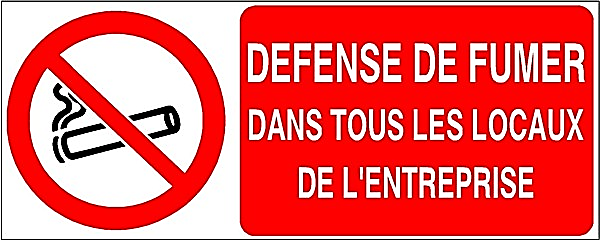 DEFENSE DE FUMER
DANS TOUS LES LOCAUX
DE L'ENTREPRISE